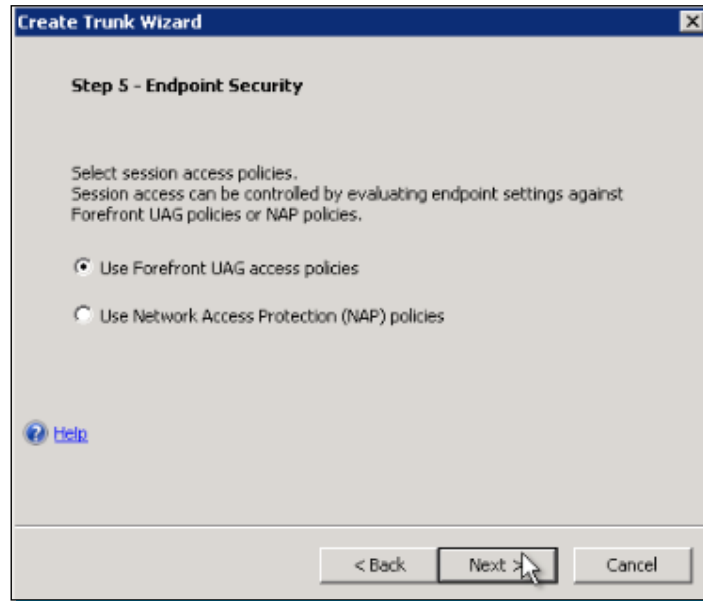 Create Trunk Wizard
Step 5 - Endpoint Security
Select session access policies.
Session access can be controlled by evaluating endpoint settings against
Forefront UAG policies or NAP policies.
Use Forefront UAG access policies
Use Network Access Protection (NAP) policies
Help
< Back Next > Cancel